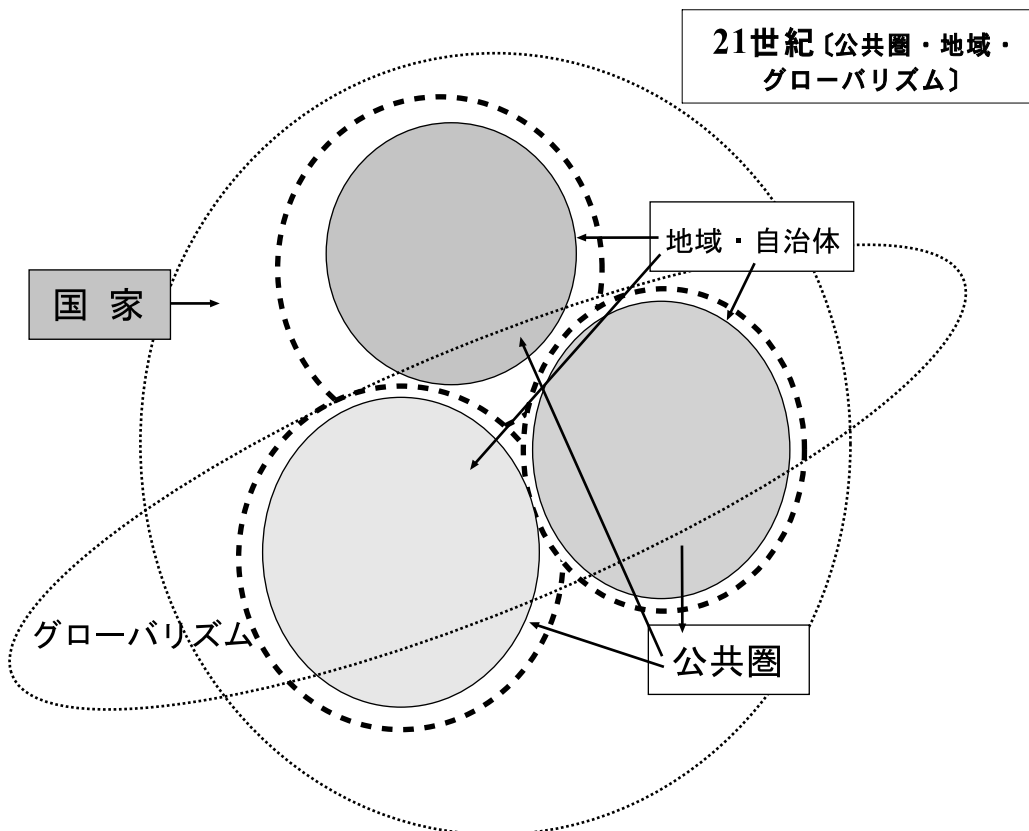 21世紀〔公共圏・地域・
グローバリズム〕
地域・自治体
国 家
グローバリズム
公共圏